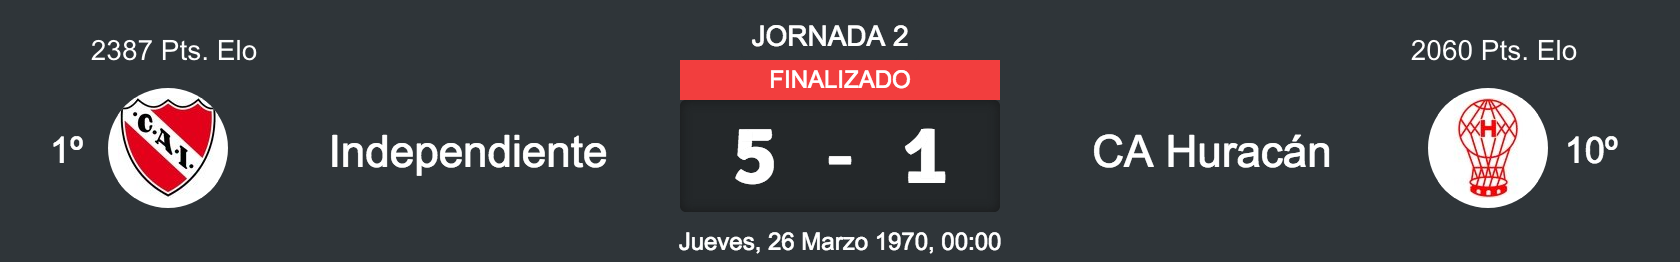 JORNADA 2
2387 Pts. Elo
FINALIZADO
2060 Pts. Elo
1º
C.A.I.
Independiente
5 - 1
CA Huracán
H
10º
Jueves, 26 Marzo 1970, 00:00